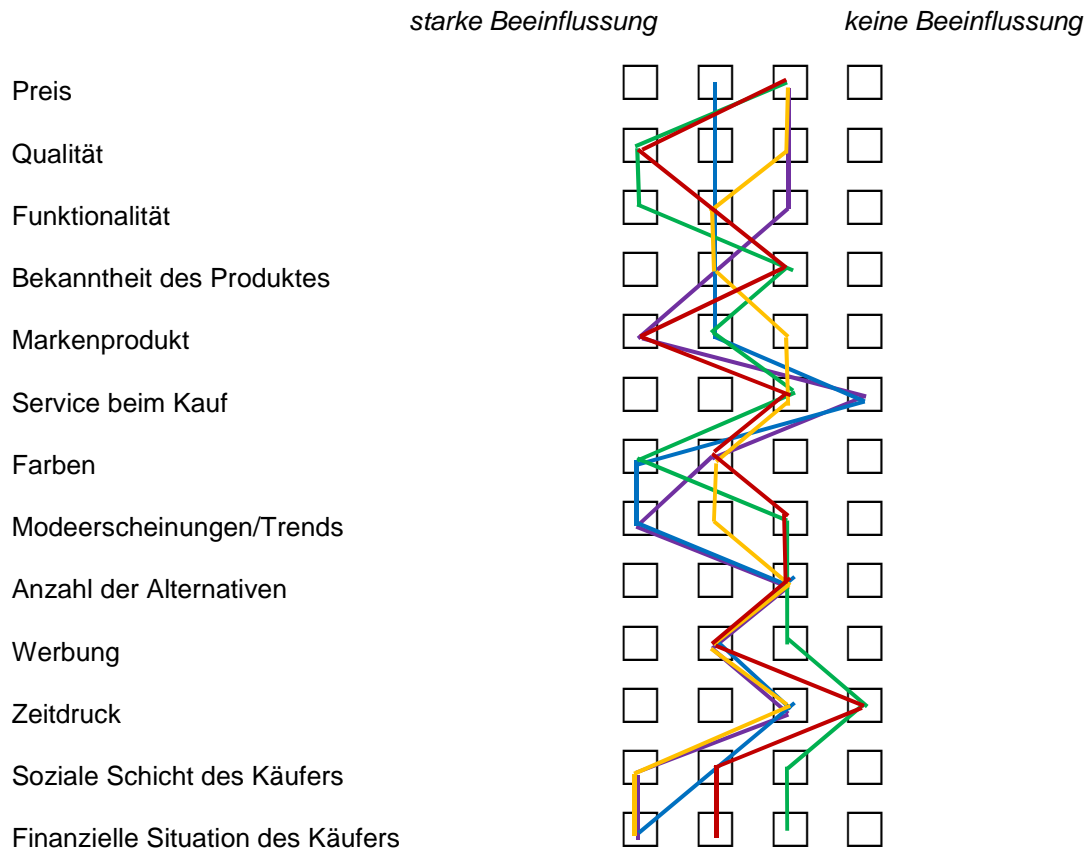 starke Beeinflussung keine Beeinflussung
Preis
Qualität
Funktionalität
Bekanntheit des Produktes
Markenprodukt
Service beim Kauf
Farben
Modeerscheinungen/Trends
Anzahl der Alternativen
Werbung
Zeitdruck
Soziale Schicht des Käufers
Finanzielle Situation des Käufers